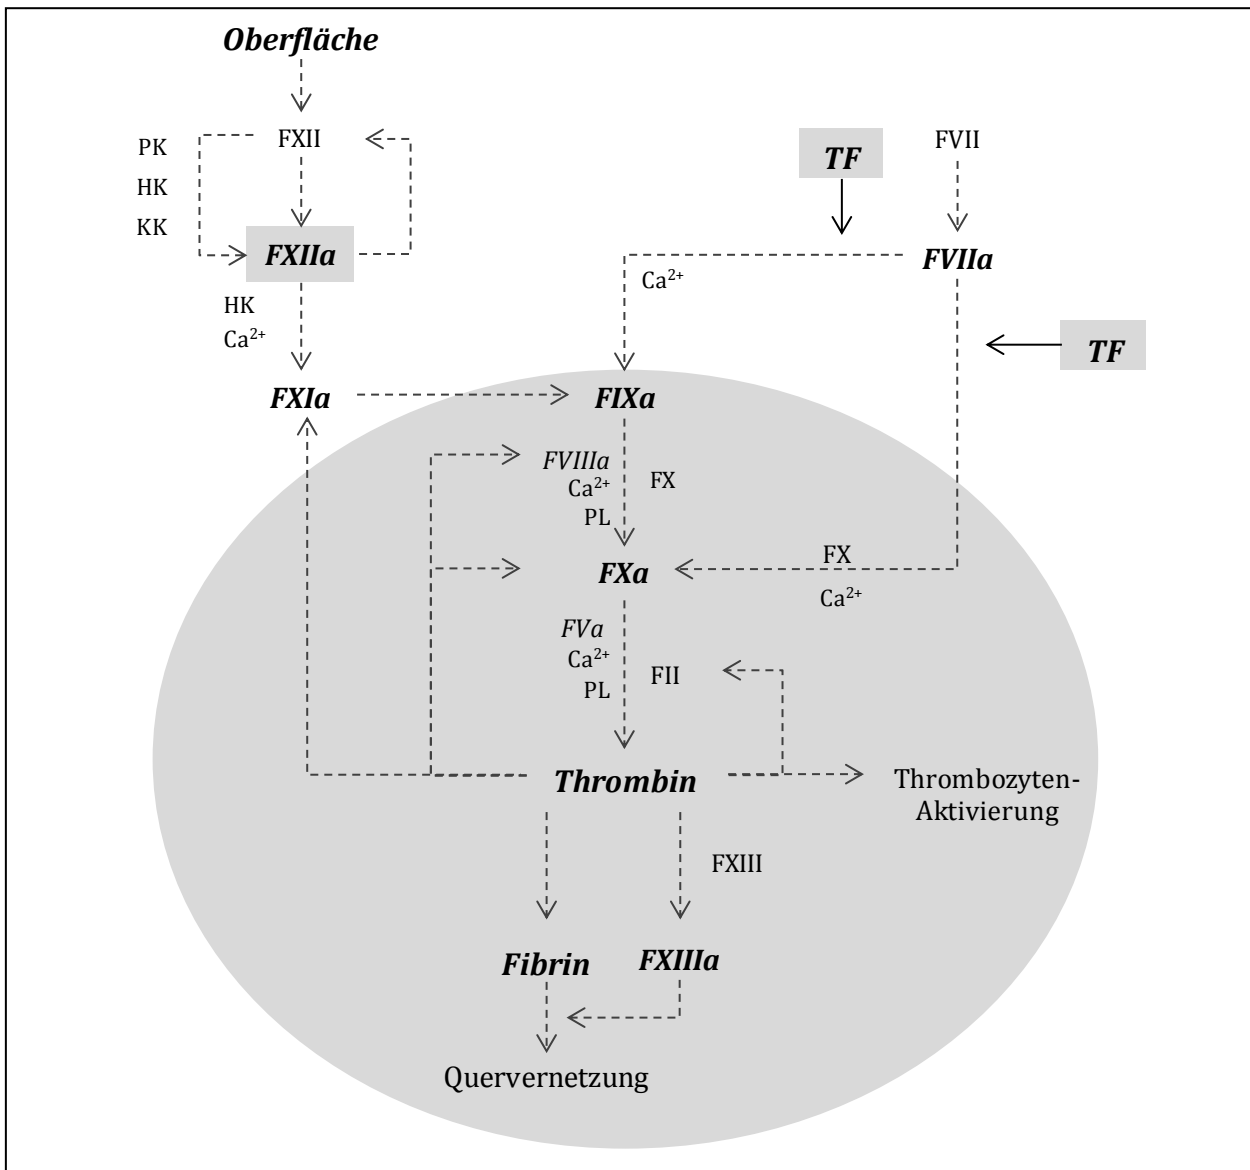 Oberfläche
FXII
PK
HK
KK
FXIIa
HK
Ca²⁺
FXIa
TF
FVII
FVIIa
Ca²⁺
TF
FIXa
FVIIIa
Ca²⁺
PL
FX
FXa
FX
Ca²⁺
FVa
Ca²⁺
PL
FII
Thrombin
Thrombozyten-
Aktivierung
FXIII
Fibrin
FXIIIa
Quervernetzung